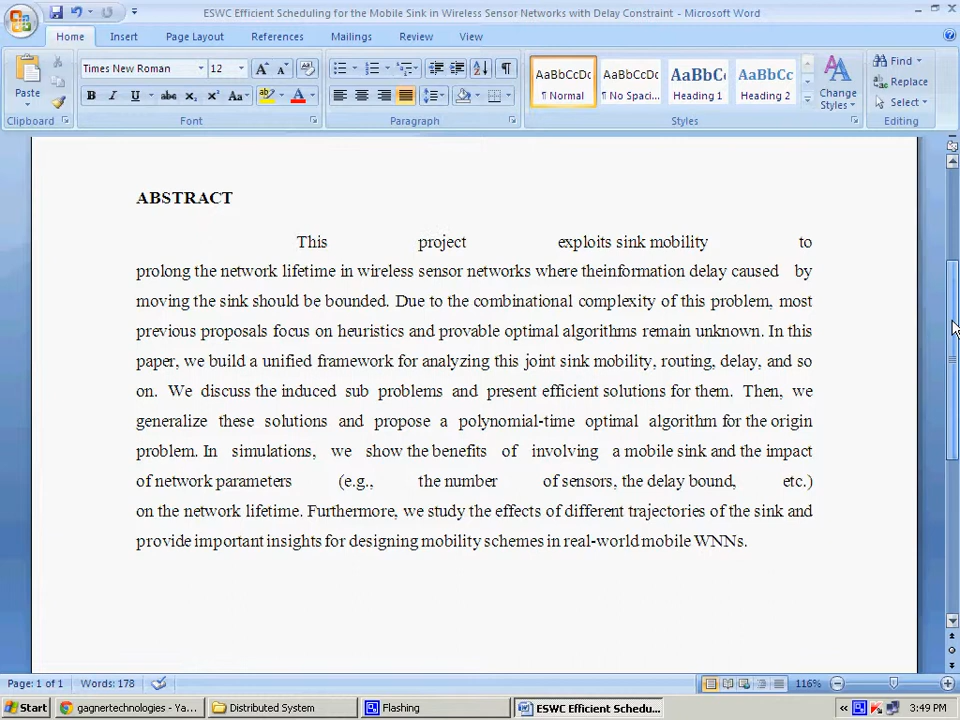 ESWC Efficient Scheduling for the Mobile Sink in Wireless Sensor Networks with Delay Constraint - Microsoft Word
Home Insert Page Layout References Mailings Review View
Paste
Times New Roman 12
AaBbCcDc AaBbCcDc AaBbC AaBbCc
¶ Normal ¶ No Spaci... Heading 1 Heading 2
Change Styles
Find
Replace
Select
Clipboard Font Paragraph Styles Editing
ABSTRACT
This project exploits sink mobility to
prolong the network lifetime in wireless sensor networks where theinformation delay caused by
moving the sink should be bounded. Due to the combinational complexity of this problem, most
previous proposals focus on heuristics and provable optimal algorithms remain unknown. In this
paper, we build a unified framework for analyzing this joint sink mobility, routing, delay, and so
on. We discuss the induced sub problems and present efficient solutions for them. Then, we
generalize these solutions and propose a polynomial-time optimal algorithm for the origin
problem. In simulations, we show the benefits of involving a mobile sink and the impact
of network parameters (e.g., the number of sensors, the delay bound, etc.)
on the network lifetime. Furthermore, we study the effects of different trajectories of the sink and
provide important insights for designing mobility schemes in real-world mobile WNNs.
Page: 1 of 1 Words: 178 116%
Start gagnertechnologies - Ya... Distributed System Flashing ESWC Efficient Schedu... 3:49 PM